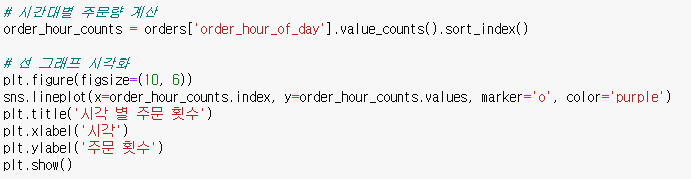 # 시간대별 주문량 계산
order_hour_counts = orders['order_hour_of_day'].value_counts().sort_index()
# 선 그래프 시각화
plt.figure(figsize=(10, 6))
sns.lineplot(x=order_hour_counts.index, y=order_hour_counts.values, marker='o', color='purple')
plt.title('시각 별 주문 횟수')
plt.xlabel('시각')
plt.ylabel('주문 횟수')
plt.show()